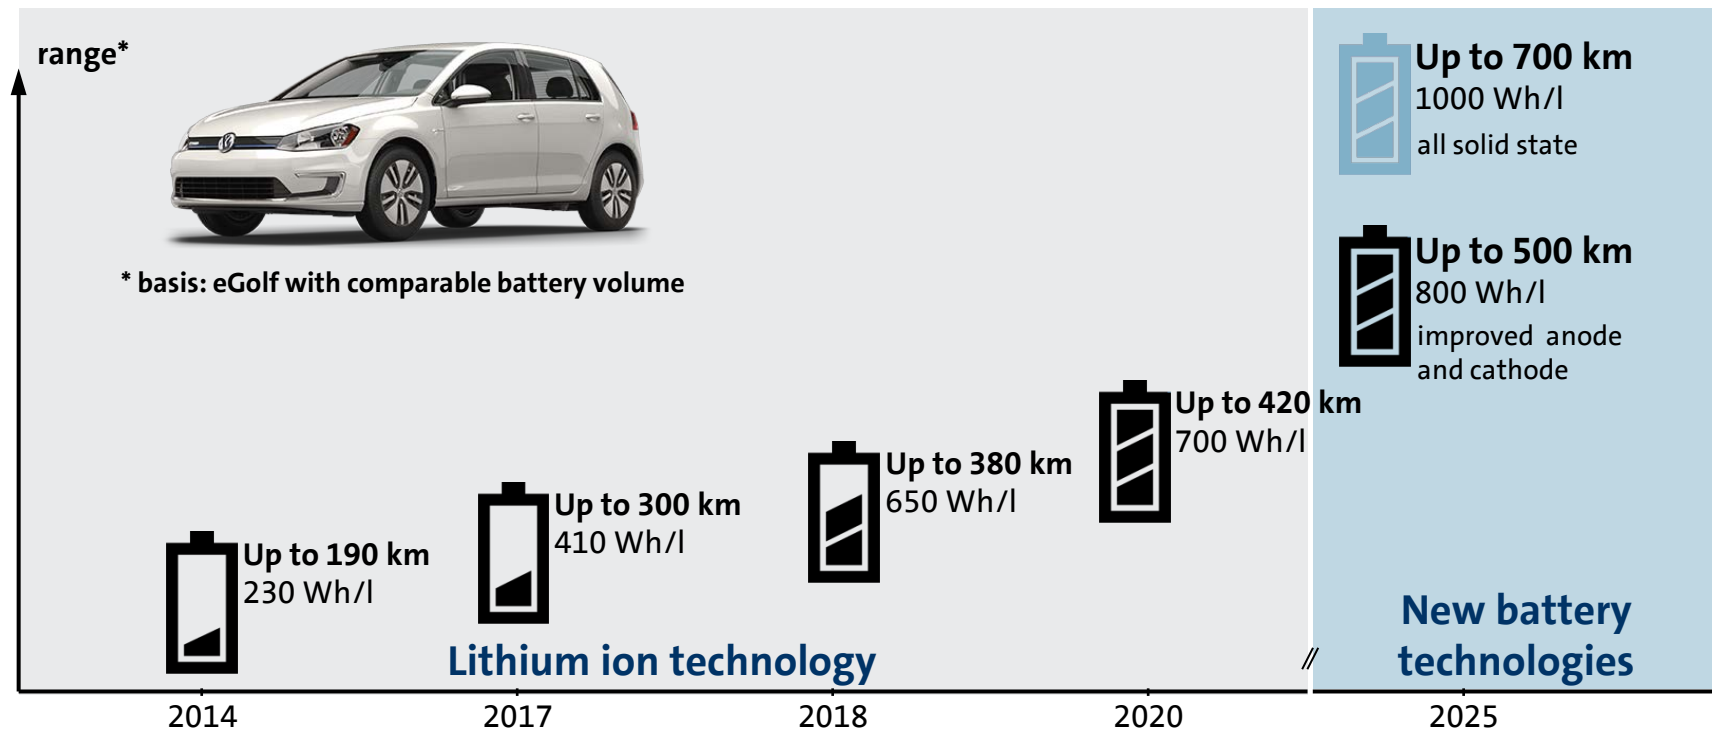 range*
* basis: eGolf with comparable battery volume
Up to 190 km
230 Wh/l
Up to 300 km
410 Wh/l
Up to 380 km
650 Wh/l
Up to 420 km
700 Wh/l
Up to 700 km
1000 Wh/l
all solid state
Up to 500 km
800 Wh/l
improved anode
and cathode
Lithium ion technology
//
New battery
technologies
2014
2017
2018
2020
2025